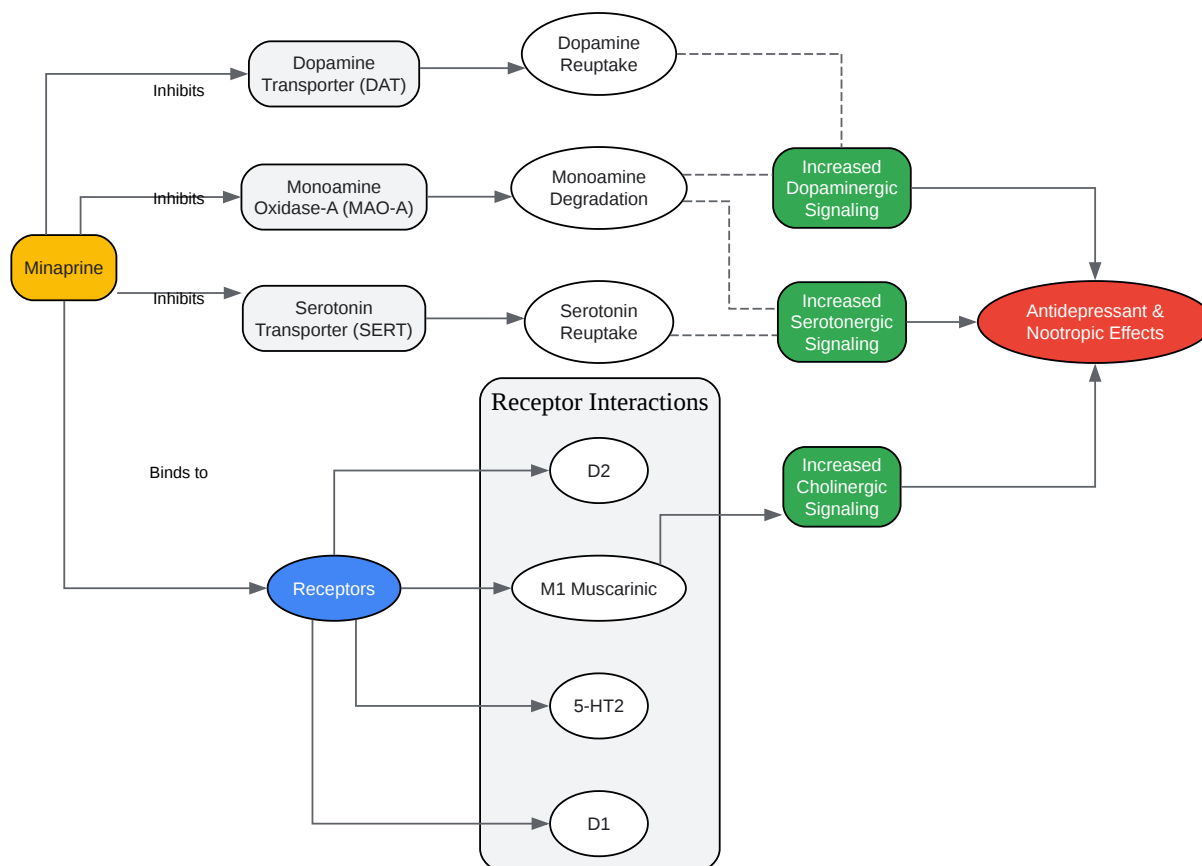 Dopamine
Transporter (DAT)
Dopamine
Reuptake
Inhibits
Monoamine
Oxidase-A (MAO-A)
Monoamine
Degradation
Increased
Dopaminergic
Signaling
Inhibits
Minaprine
Inhibits
Serotonin
Transporter (SERT)
Serotonin
Reuptake
Increased
Serotonergic
Signaling
Antidepressant &
Nootropic Effects
Receptor Interactions
Binds to
D2
Increased
Cholinergic
Signaling
Receptors
M1 Muscarinic
5-HT2
D1